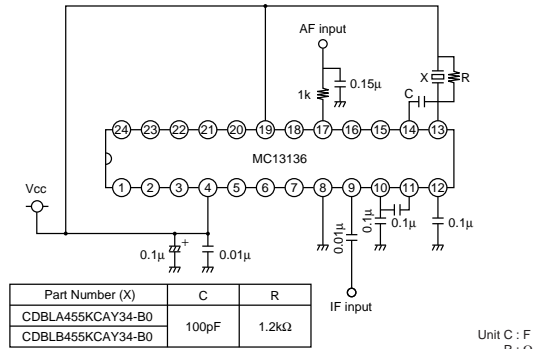 AF input
0.15μ
1k
X
R
C
24 23 22 21 20 19 18 17 16 15 14 13
MC13136
1 2 3 4 5 6 7 8 9 10 11 12
Vcc
0.1μ
+
0.01μ
0.01μ
0.1μ
0.1μ
0.1μ
IF input
Part Number (X) C R
CDBLA455KCAY34-B0 100pF 1.2kΩ
CDBLB455KCAY34-B0
Unit C : F
R : Ω